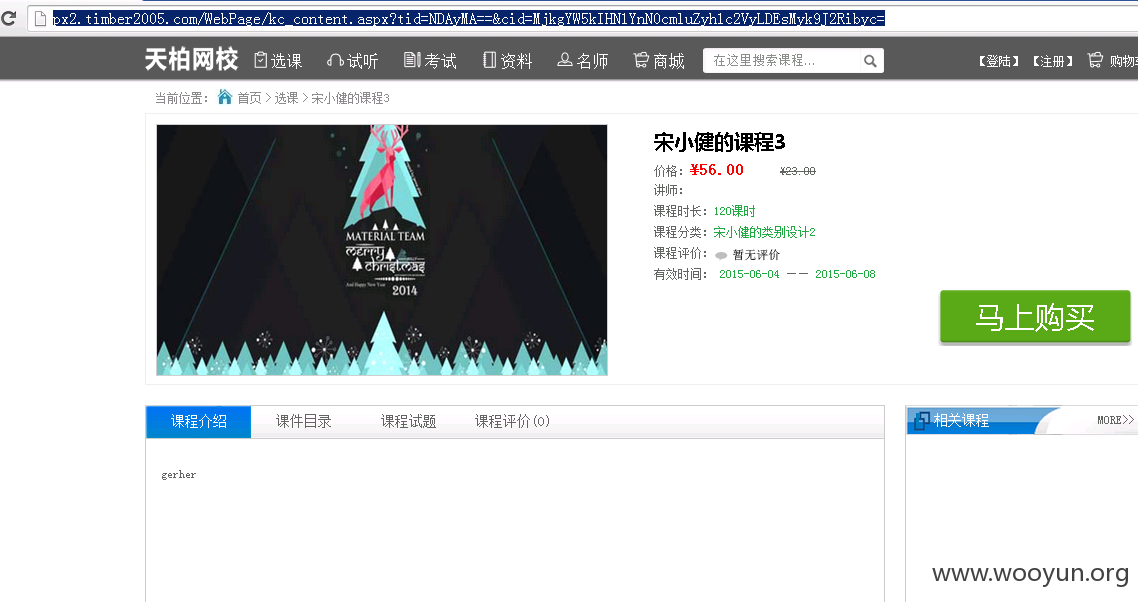 px2.timber2005.com/WebPage/kc_content.aspx?tid=NDAyMA==&cid=MjkgYW5kIHN1YnN0cmluZyhlc2VyLDEsMyk9J2Ribyc=
天柏网校 选课 试听 考试 资料 名师 商城 在这里搜索课程... 【登陆】 【注册】 购物车
当前位置: 首页 > 选课 > 宋小健的课程3
MATERIAL TEAM
merry
christmas
And Happy New Year
2014
宋小健的课程3
价格: ¥56.00 ¥23.00
讲师:
课程时长: 120课时
课程分类: 宋小健的类别设计2
课程评价: 暂无评价
有效时间: 2015-06-04 —— 2015-06-08
马上购买
课程介绍 课件目录 课程试题 课程评价(0)
gerher
相关课程 MORE>>
www.wooyun.org